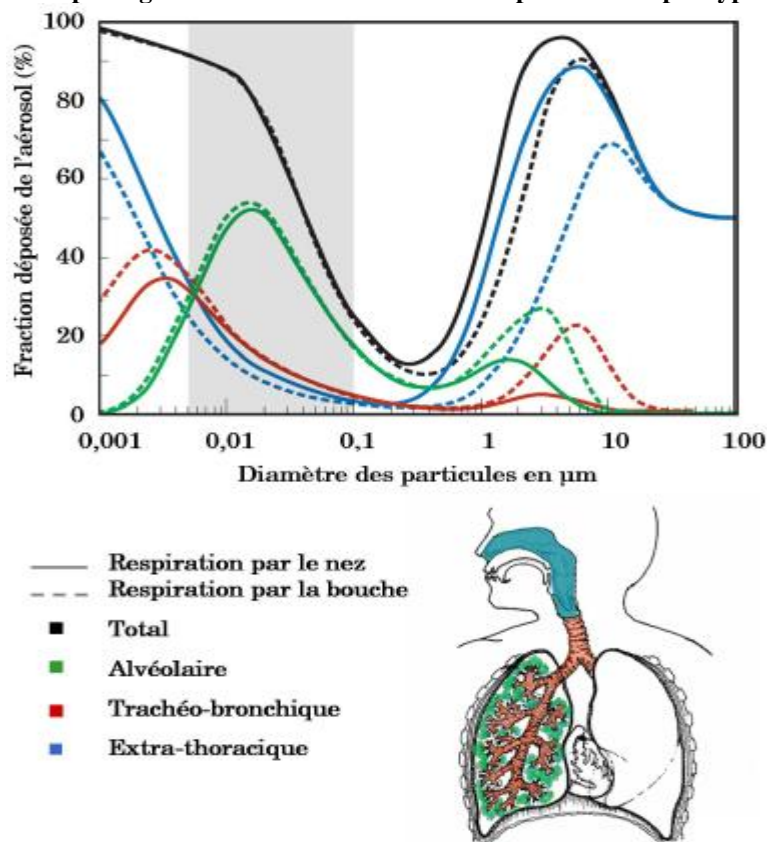 Fraction déposée de l'aérosol (%)
100
80
60
40
20
0
0,001 0,01 0,1 1 10 100
Diamètre des particules en µm
Respiration par le nez
Respiration par la bouche
Total
Alvéolaire
Trachéo-bronchique
Extra-thoracique